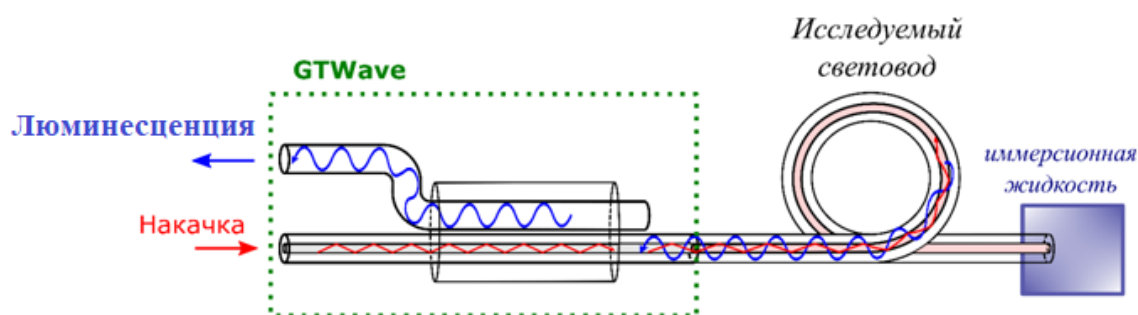 Исследуемый
световод
GTWave
Люминесценция
иммерсионная
жидкость
Накачка